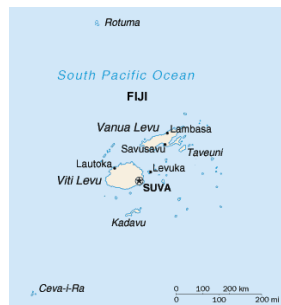 Rotuma
South Pacific Ocean
FIJI
Vanua Levu
Lambasa
Savusavu
Taveuni
Lautoka
Levuka
Viti Levu
SUVA
Kadavu
Ceva-i-Ra
0 100 200 km
0 100 200 mi